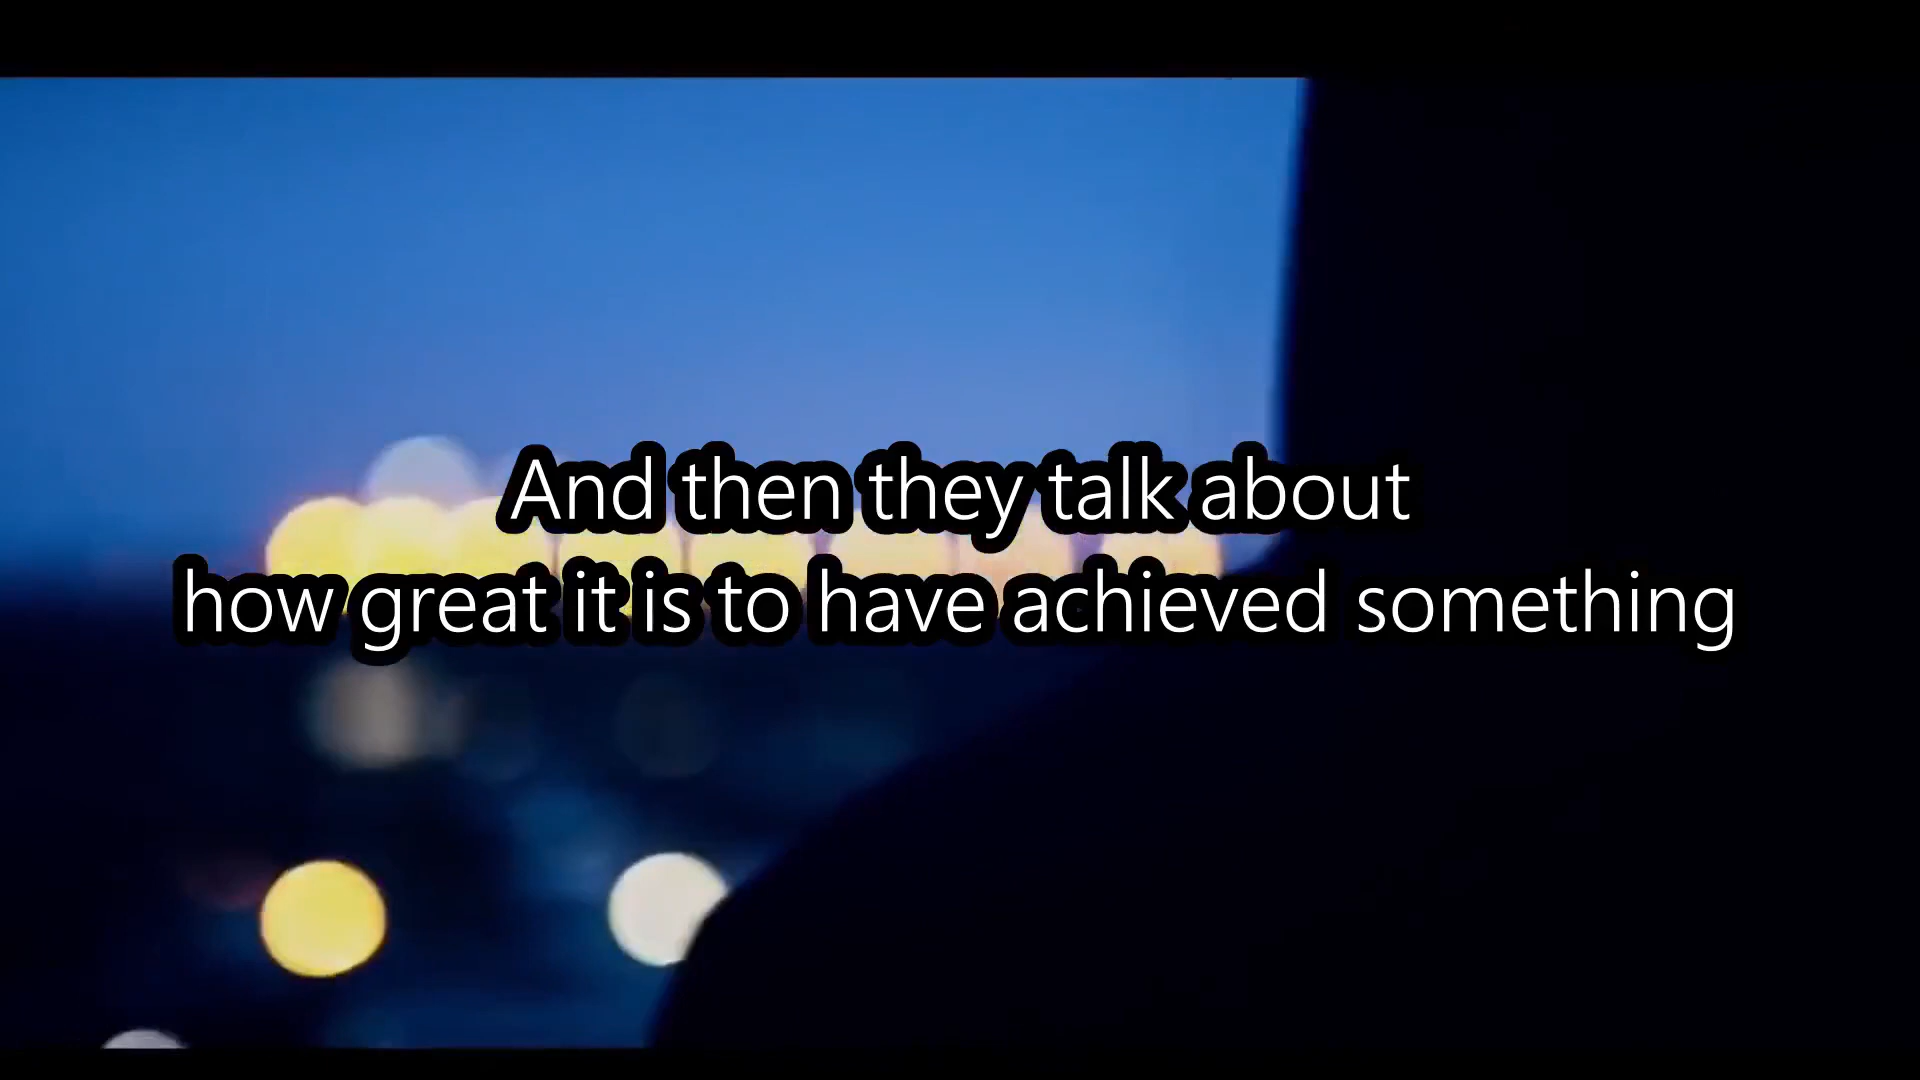 And then they talk about
how great it is to have achieved something